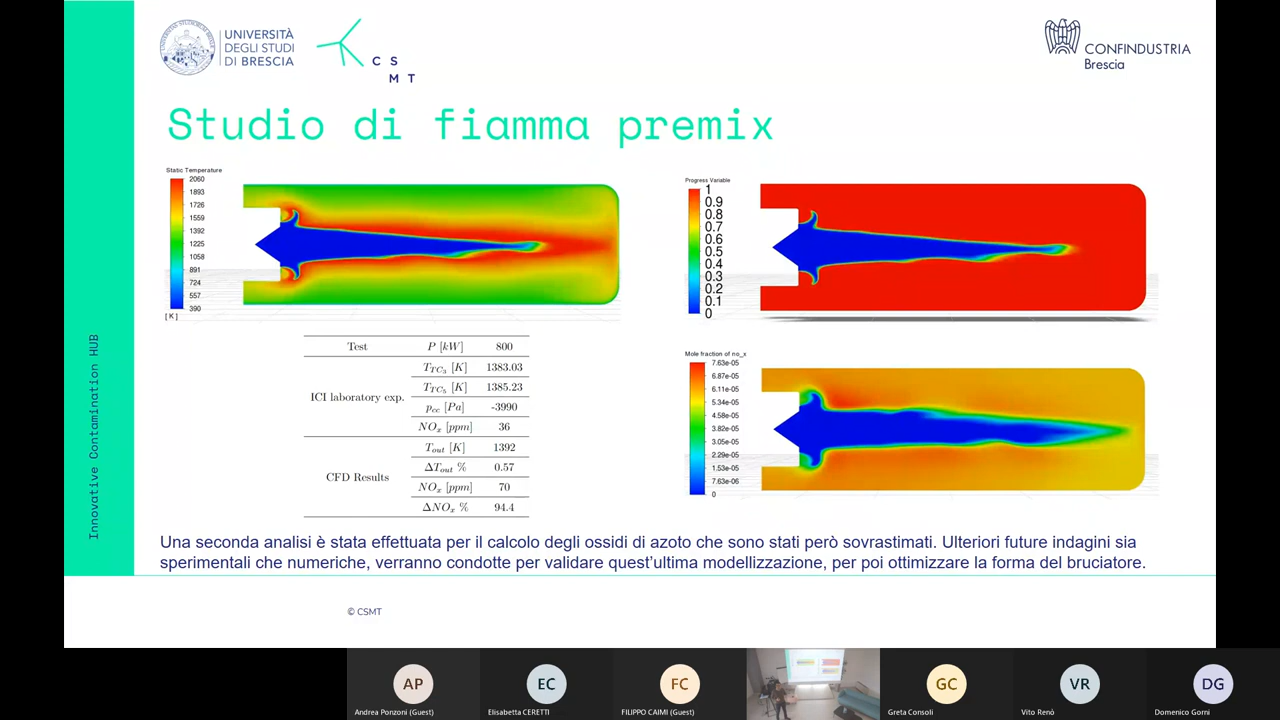 UNIVERSITÀ
DEGLI STUDI
DI BRESCIA
C S
M T
CONFINDUSTRIA
Brescia
Studio di fiamma premix
Innovative Contamination HUB
Static Temperature
2060
1893
1726
1559
1392
1225
1058
891
724
557
390
[ K ]
Progress Variable
1
0.9
0.8
0.7
0.6
0.5
0.4
0.3
0.2
0.1
0
Test P [kW] 800
ICI laboratory exp.
T_TC3 [K] 1383.03
T_TC5 [K] 1385.23
p_cc [Pa] -3990
NO_x [ppm] 36
CFD Results
T_out [K] 1392
ΔT_out % 0.57
NO_x [ppm] 70
ΔNO_x % 94.4
Mole fraction of no_x
7.63e-05
6.87e-05
6.11e-05
5.34e-05
4.58e-05
3.82e-05
3.05e-05
2.29e-05
1.53e-05
7.63e-06
0
Una seconda analisi è stata effettuata per il calcolo degli ossidi di azoto che sono stati però sovrastimati. Ulteriori future indagini sia
sperimentali che numeriche, verranno condotte per validare quest'ultima modellizzazione, per poi ottimizzare la forma del bruciatore.
© CSMT
AP
Andrea Ponzoni (Guest)
EC
Elisabetta CERETTI
FC
FILIPPO CAIMI (Guest)
GC
Greta Consoli
VR
Vito Renò
DG
Domenico Gorni